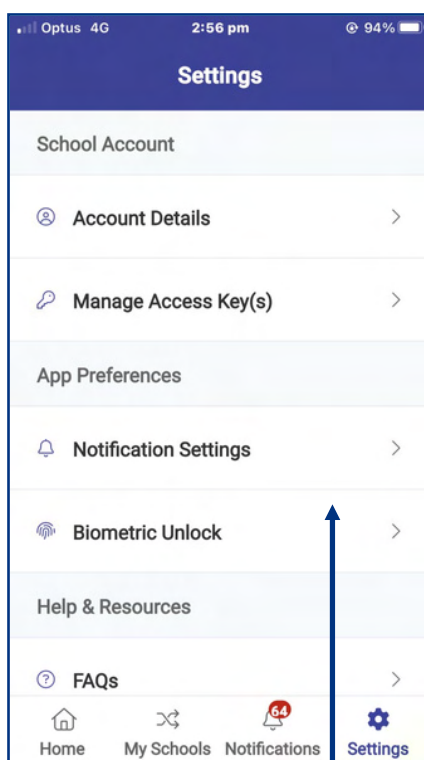 Optus 4G 2:56 pm 94%
Settings
School Account
Account Details
Manage Access Key(s)
App Preferences
Notification Settings
Biometric Unlock
Help & Resources
FAQs
64
Home My Schools Notifications Settings